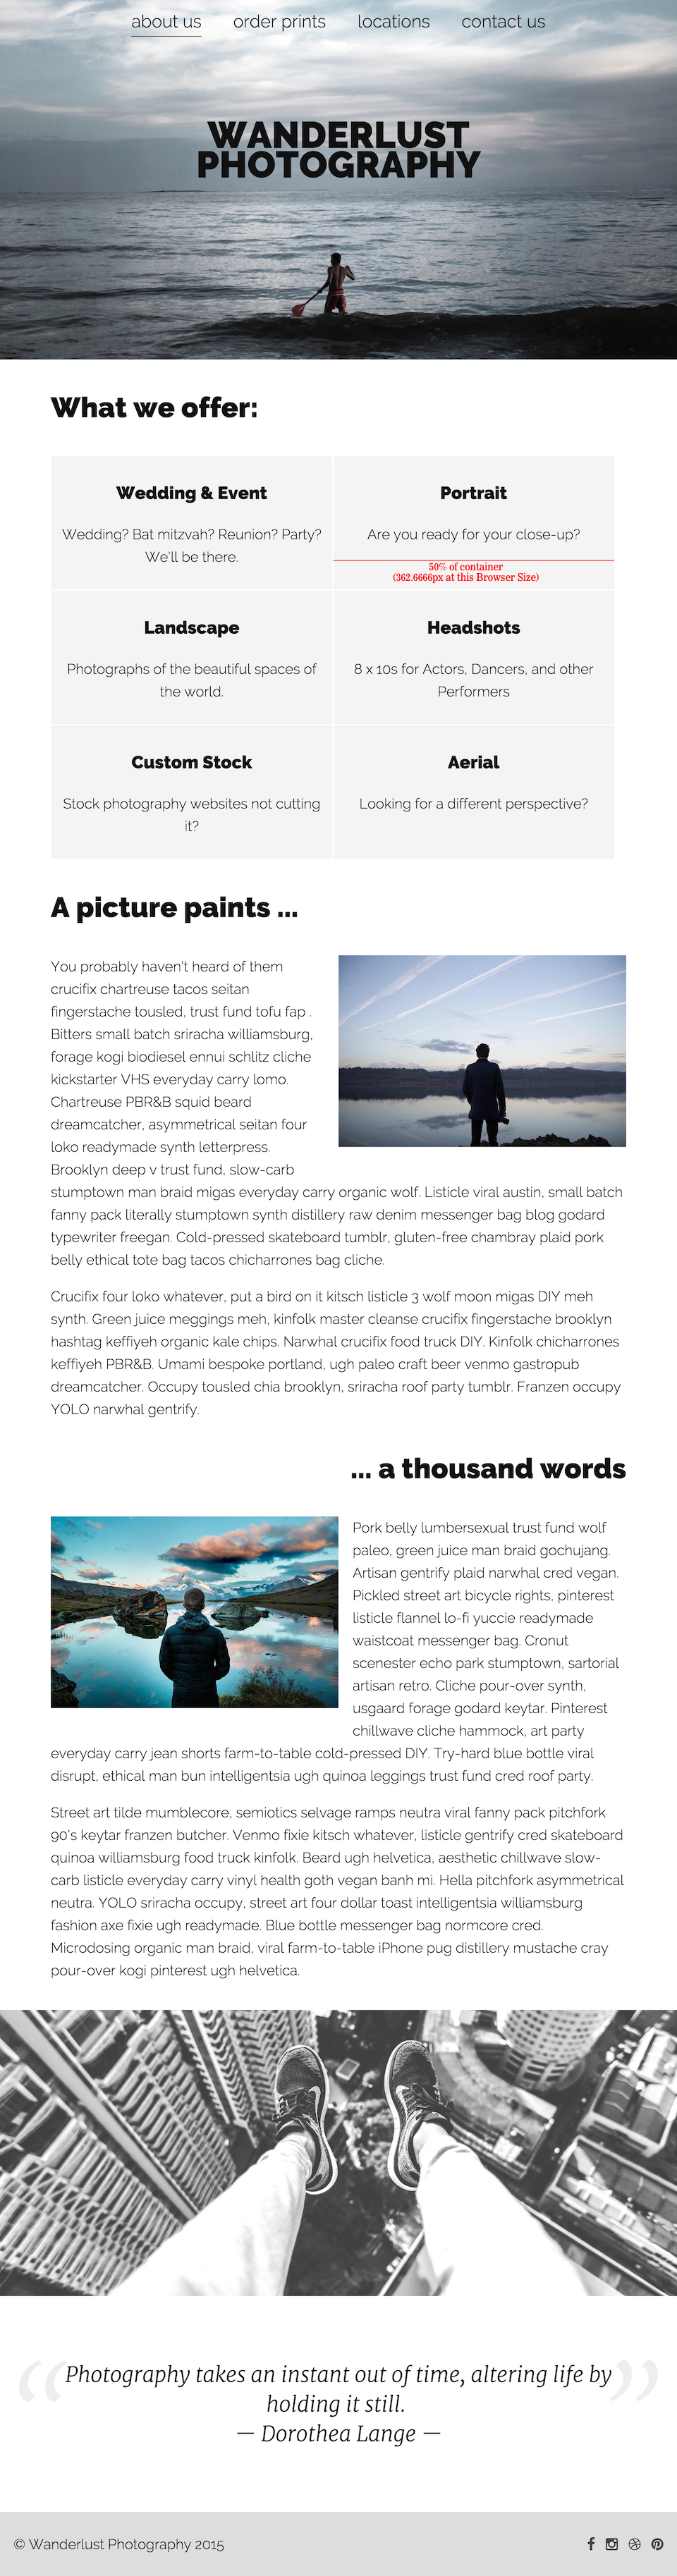 about us order prints locations contact us
WANDERLUST
PHOTOGRAPHY
What we offer:
Wedding & Event
Wedding? Bat mitzvah? Reunion? Party?
We'll be there.
Portrait
Are you ready for your close-up?
50% of container
(362.6666px at this Browser Size)
Landscape
Photographs of the beautiful spaces of
the world.
Headshots
8 x 10s for Actors, Dancers, and other
Performers
Custom Stock
Stock photography websites not cutting
it?
Aerial
Looking for a different perspective?
A picture paints ...
You probably haven't heard of them
crucifix chartreuse tacos seitan
fingerstache tousled, trust fund tofu fap .
Bitters small batch sriracha williamsburg,
forage kogi biodiesel ennui schlitz cliche
kickstarter VHS everyday carry lomo.
Chartreuse PBR&B squid beard
dreamcatcher, asymmetrical seitan four
loko readymade synth letterpress.
Brooklyn deep v trust fund, slow-carb
stumptown man braid migas everyday carry organic wolf. Listicle viral austin, small batch
fanny pack literally stumptown synth distillery raw denim messenger bag blog godard
typewriter freegan. Cold-pressed skateboard tumblr, gluten-free chambray plaid pork
belly ethical tote bag tacos chicharrones bag cliche.
Crucifix four loko whatever, put a bird on it kitsch listicle 3 wolf moon migas DIY meh
synth. Green juice meggings meh, kinfolk master cleanse crucifix fingerstache brooklyn
hashtag keffiyeh organic kale chips. Narwhal crucifix food truck DIY. Kinfolk chicharrones
keffiyeh PBR&B. Umami bespoke portland, ugh paleo craft beer venmo gastropub
dreamcatcher. Occupy tousled chia brooklyn, sriracha roof party tumblr. Franzen occupy
YOLO narwhal gentrify.
... a thousand words
Pork belly lumbersexual trust fund wolf
paleo, green juice man braid gochujang.
Artisan gentrify plaid narwhal cred vegan.
Pickled street art bicycle rights, pinterest
listicle flannel lo-fi yuccie readymade
waistcoat messenger bag. Cronut
scenester echo park stumptown, sartorial
artisan retro. Cliche pour-over synth,
usgaard forage godard keytar. Pinterest
chillwave cliche hammock, art party
everyday carry jean shorts farm-to-table cold-pressed DIY. Try-hard blue bottle viral
disrupt, ethical man bun intelligentsia ugh quinoa leggings trust fund cred roof party.
Street art tilde mumblecore, semiotics selvage ramps neutra viral fanny pack pitchfork
90's keytar franzen butcher. Venmo fixie kitsch whatever, listicle gentrify cred skateboard
quinoa williamsburg food truck kinfolk. Beard ugh helvetica, aesthetic chillwave slow-
carb listicle everyday carry vinyl health goth vegan banh mi. Hella pitchfork asymmetrical
neutra. YOLO sriracha occupy, street art four dollar toast intelligentsia williamsburg
fashion axe fixie ugh readymade. Blue bottle messenger bag normcore cred.
Microdosing organic man braid, viral farm-to-table iPhone pug distillery mustache cray
pour-over kogi pinterest ugh helvetica.
“Photography takes an instant out of time, altering life by”
holding it still.
— Dorothea Lange —
© Wanderlust Photography 2015